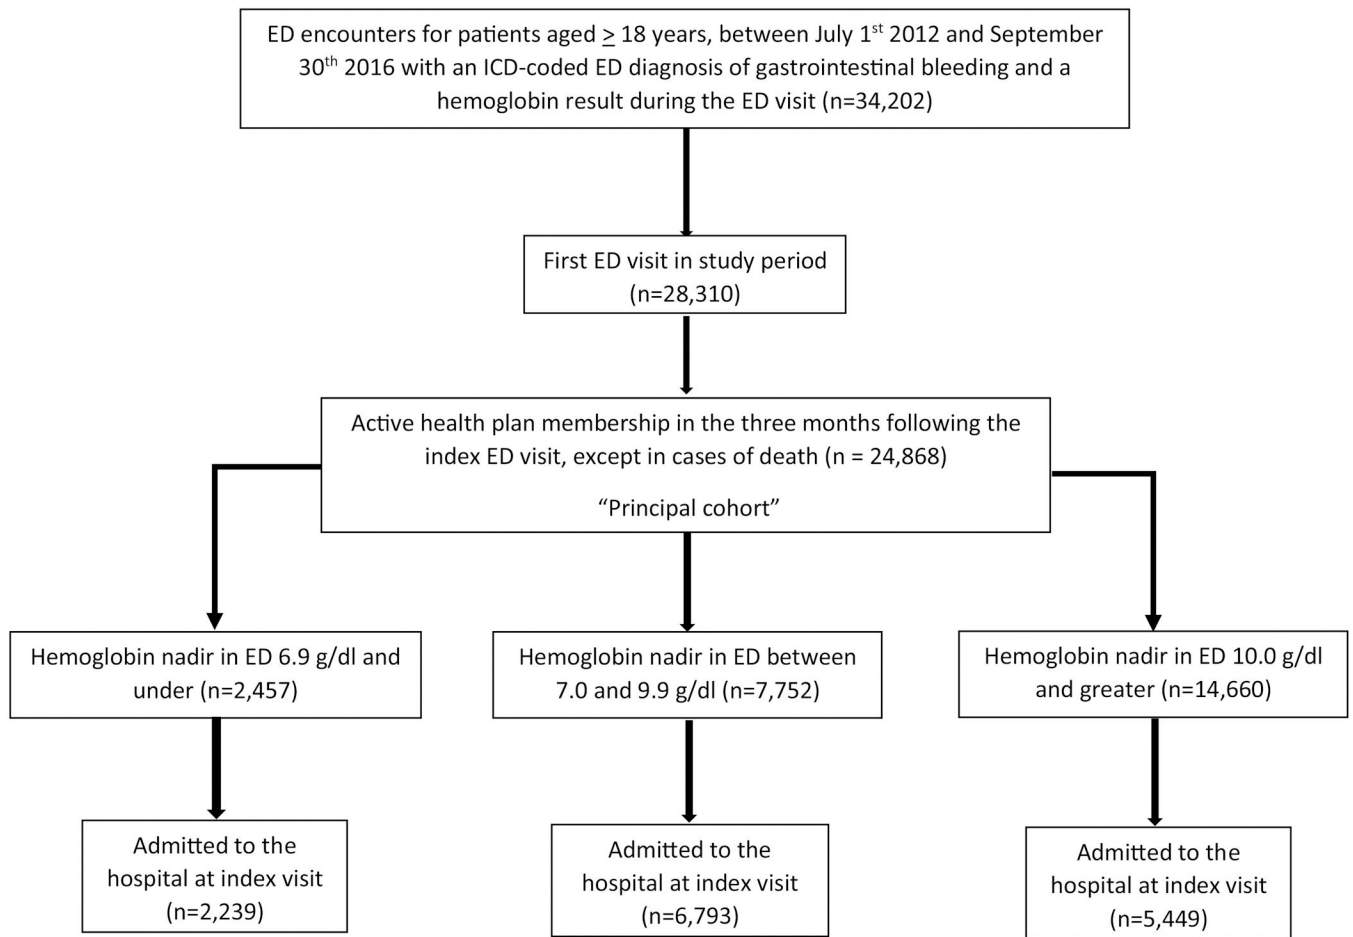 ED encounters for patients aged ≥ 18 years, between July 1st 2012 and September
30th 2016 with an ICD-coded ED diagnosis of gastrointestinal bleeding and a
hemoglobin result during the ED visit (n=34,202)
First ED visit in study period
(n=28,310)
Active health plan membership in the three months following the
index ED visit, except in cases of death (n = 24,868)
“Principal cohort”
Hemoglobin nadir in ED 6.9 g/dl and
under (n=2,457)
Hemoglobin nadir in ED between
7.0 and 9.9 g/dl (n=7,752)
Hemoglobin nadir in ED 10.0 g/dl
and greater (n=14,660)
Admitted to the
hospital at index visit
(n=2,239)
Admitted to the
hospital at index visit
(n=6,793)
Admitted to the
hospital at index visit
(n=5,449)